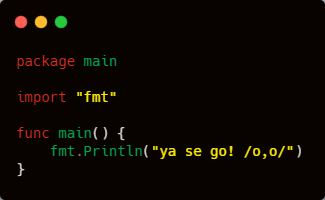 package main
import "fmt"
func main() {
    fmt.Println("ya se go! /o,o/")
}